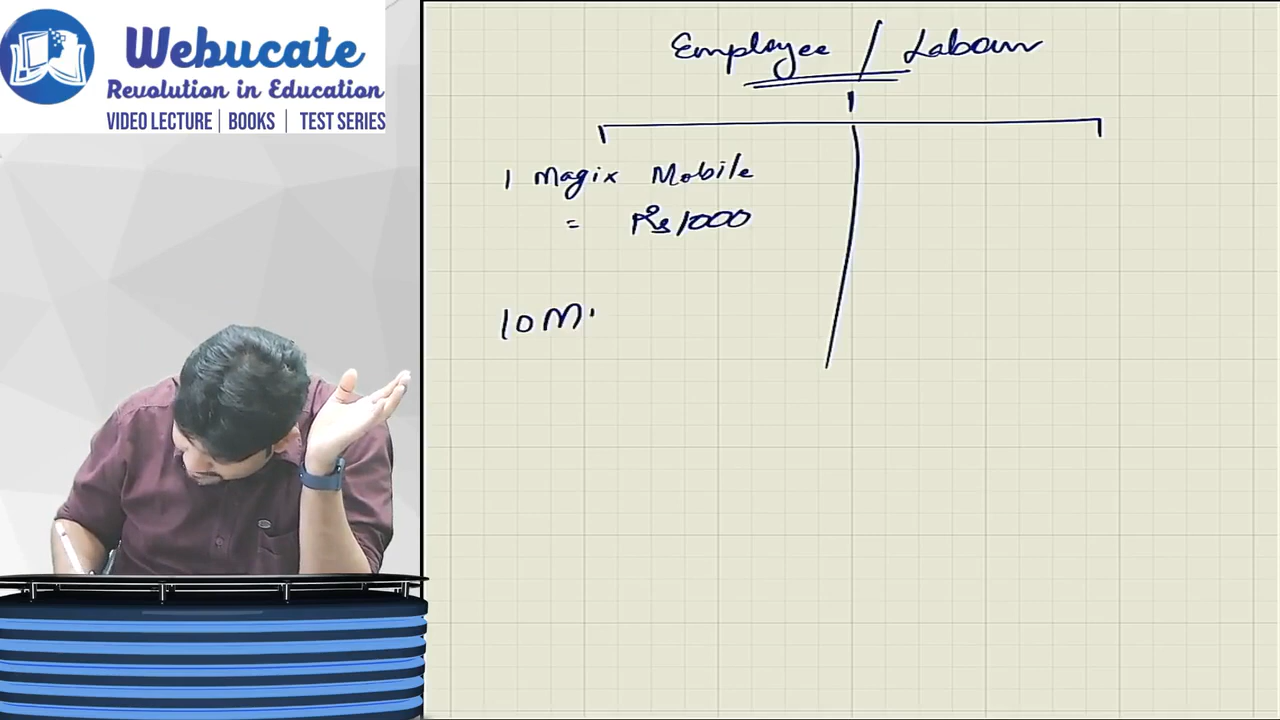 Webucate
Revolution in Education
VIDEO LECTURE | BOOKS | TEST SERIES
Employee / Labour
1 Magix Mobile
= Rs 1000
10 M.